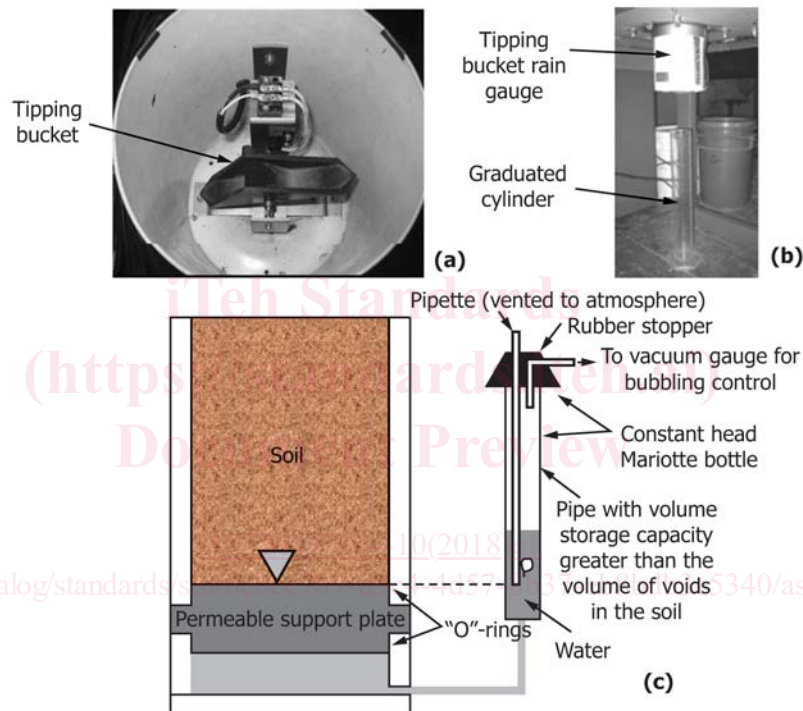 Tipping
bucket
(a)
Tipping
bucket rain
gauge
Graduated
cylinder
(b)
iTeh Standards
Pipette (vented to atmosphere)
Rubber stopper
To vacuum gauge for
bubbling control
Constant head
Mariotte bottle
Document Preview
Soil
Pipe with volume
storage capacity
greater than the
volume of voids
in the soil
Permeable support plate
"O"-rings
Water
(c)